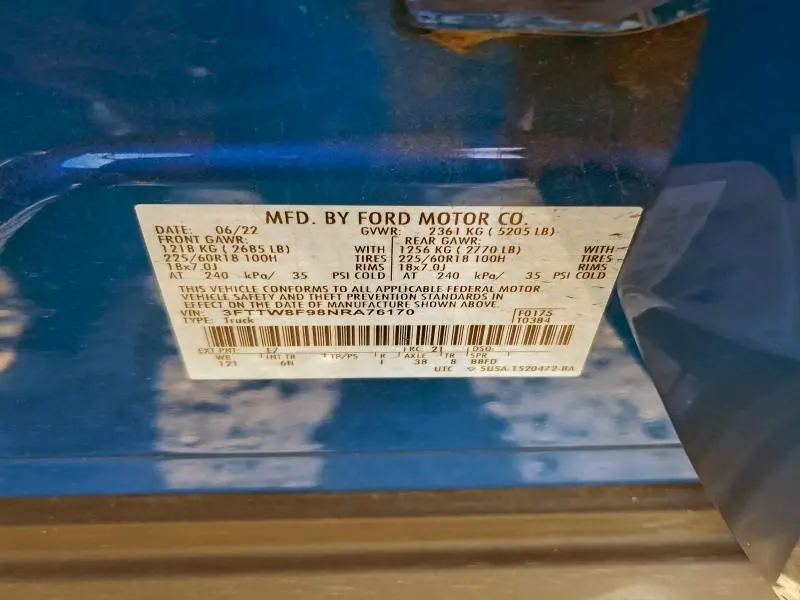 MFD. BY FORD MOTOR CO.
DATE: 06/22 GVWR: 2361 KG ( 5205 LB)
FRONT GAWR: REAR GAWR:
1218 KG ( 2685 LB) WITH 1256 KG ( 2770 LB) WITH
225/60R18 100H TIRES 225/60R18 100H TIRES
18x7.0J RIMS 18x7.0J RIMS
AT 240 kPa/ 35 PSI COLD AT 240 kPa/ 35 PSI COLD
THIS VEHICLE CONFORMS TO ALL APPLICABLE FEDERAL MOTOR
VEHICLE SAFETY AND THEFT PREVENTION STANDARDS IN
EFFECT ON THE DATE OF MANUFACTURE SHOWN ABOVE.
VIN: 3FTTW8F98NRA76170 F0175
TYPE: Truck T0384
EXT PNT: E7 RC: 21 DSO:
WB INT TR TP/PS R AXLE TR SPR
121 6N F 38 8 BBFD
UTC 5U5A-1520472-BA